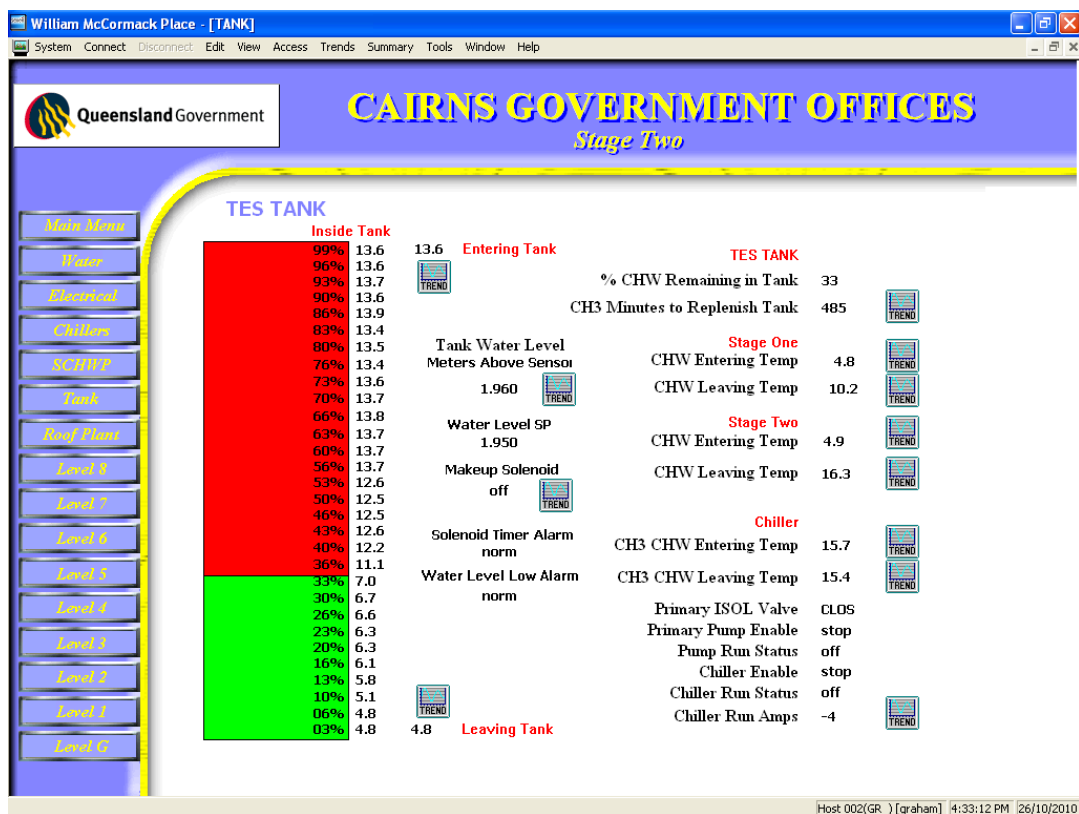 William McCormack Place - [TANK]
System Connect Disconnect Edit View Access Trends Summary Tools Window Help
Queensland Government
CAIRNS GOVERNMENT OFFICES
Stage Two
Main Menu
Water
Electrical
Chillers
SCHWP
Tank
Roof Plant
Level 8
Level 7
Level 6
Level 5
Level 4
Level 3
Level 2
Level 1
Level G
TES TANK
Inside Tank
99% 13.6
96% 13.6
93% 13.7
90% 13.6
86% 13.9
83% 13.4
80% 13.5
76% 13.4
73% 13.6
70% 13.7
66% 13.8
63% 13.7
60% 13.7
56% 13.7
53% 12.6
50% 12.5
46% 12.5
43% 12.6
40% 12.2
36% 11.1
33% 7.0
30% 6.7
26% 6.6
23% 6.3
20% 6.3
16% 6.1
13% 5.8
10% 5.1
06% 4.8
03% 4.8
13.6 Entering Tank
TREND
Tank Water Level
Meters Above Sensor
1.960 TREND
Water Level SP
1.950
Makeup Solenoid
off TREND
Solenoid Timer Alarm
norm
Water Level Low Alarm
norm
TREND
4.8 Leaving Tank
TES TANK
% CHW Remaining in Tank 33
CH3 Minutes to Replenish Tank 485 TREND
Stage One
CHW Entering Temp 4.8 TREND
CHW Leaving Temp 10.2 TREND
Stage Two
CHW Entering Temp 4.9 TREND
CHW Leaving Temp 16.3 TREND
Chiller
CH3 CHW Entering Temp 15.7 TREND
CH3 CHW Leaving Temp 15.4 TREND
Primary ISOL Valve CLOS
Primary Pump Enable stop
Pump Run Status off
Chiller Enable stop
Chiller Run Status off
Chiller Run Amps -4 TREND
Host 002(GR ) [graham] 4:33:12 PM 26/10/2010